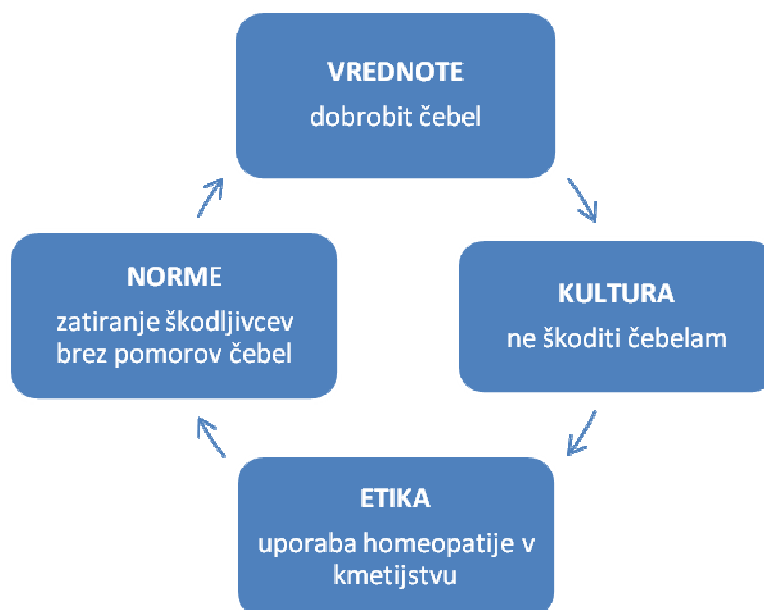 VREDNOTE
dobrobit čebel
KULTURA
ne škoditi čebelam
ETIKA
uporaba homeopatije v
kmetijstvu
NORME
zatiranje škodljivcev
brez pomorov čebel